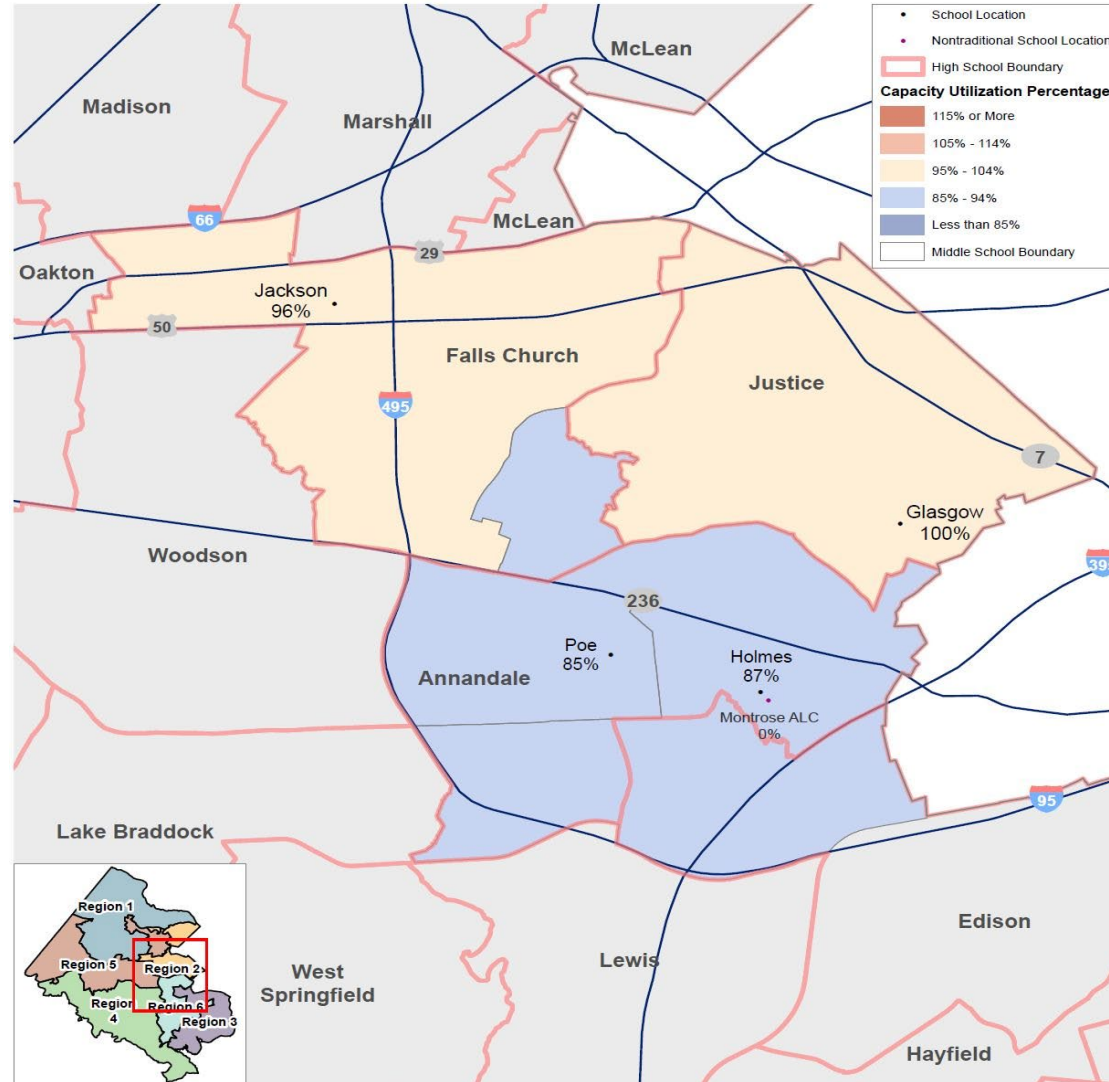 McLean
Madison
Marshall
66
McLean
29
Oakton
Jackson
96%
50
Falls Church
Justice
495
7
Glasgow
100%
Woodson
395
236
Poe
85%
Holmes
87%
Annandale
Montrose ALC
0%
95
Lake Braddock
Edison
West
Springfield
Lewis
Hayfield
School Location
Nontraditional School Location
High School Boundary
Capacity Utilization Percentage
115% or More
105% - 114%
95% - 104%
85% - 94%
Less than 85%
Middle School Boundary
Region 1
Region 5
Region 2
Region
4
Region 6
Region 3